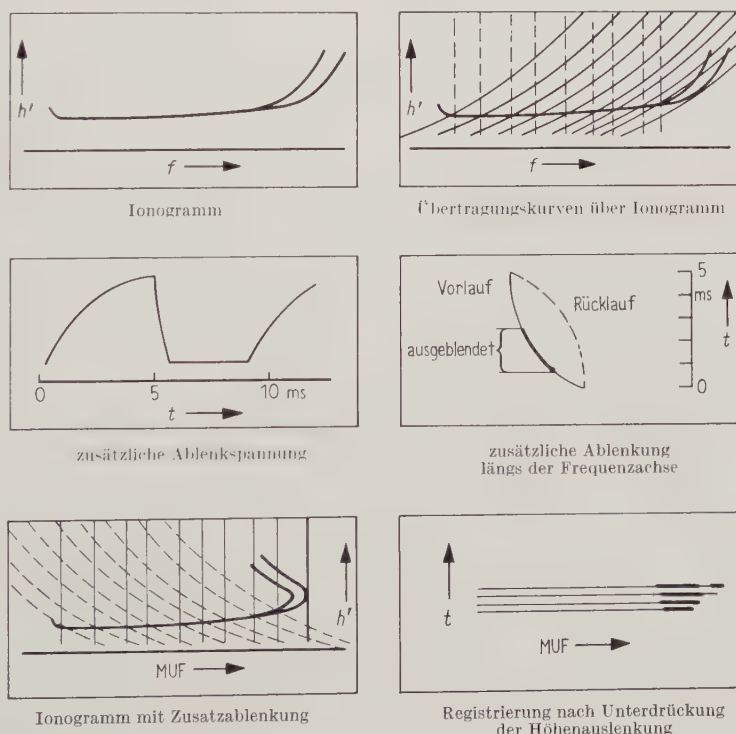 h′
f
Ionogramm
h′
f
Übertragungskurven über Ionogramm
0
5
10 ms
t
zusätzliche Ablenkspannung
Vorlauf
Rücklauf
ausgeblendet
5
ms
t
0
zusätzliche Ablenkung
längs der Frequenzachse
h′
MUF
Ionogramm mit Zusatzablenkung
t
MUF
Registrierung nach Unterdrückung
der Höhenauslenkung